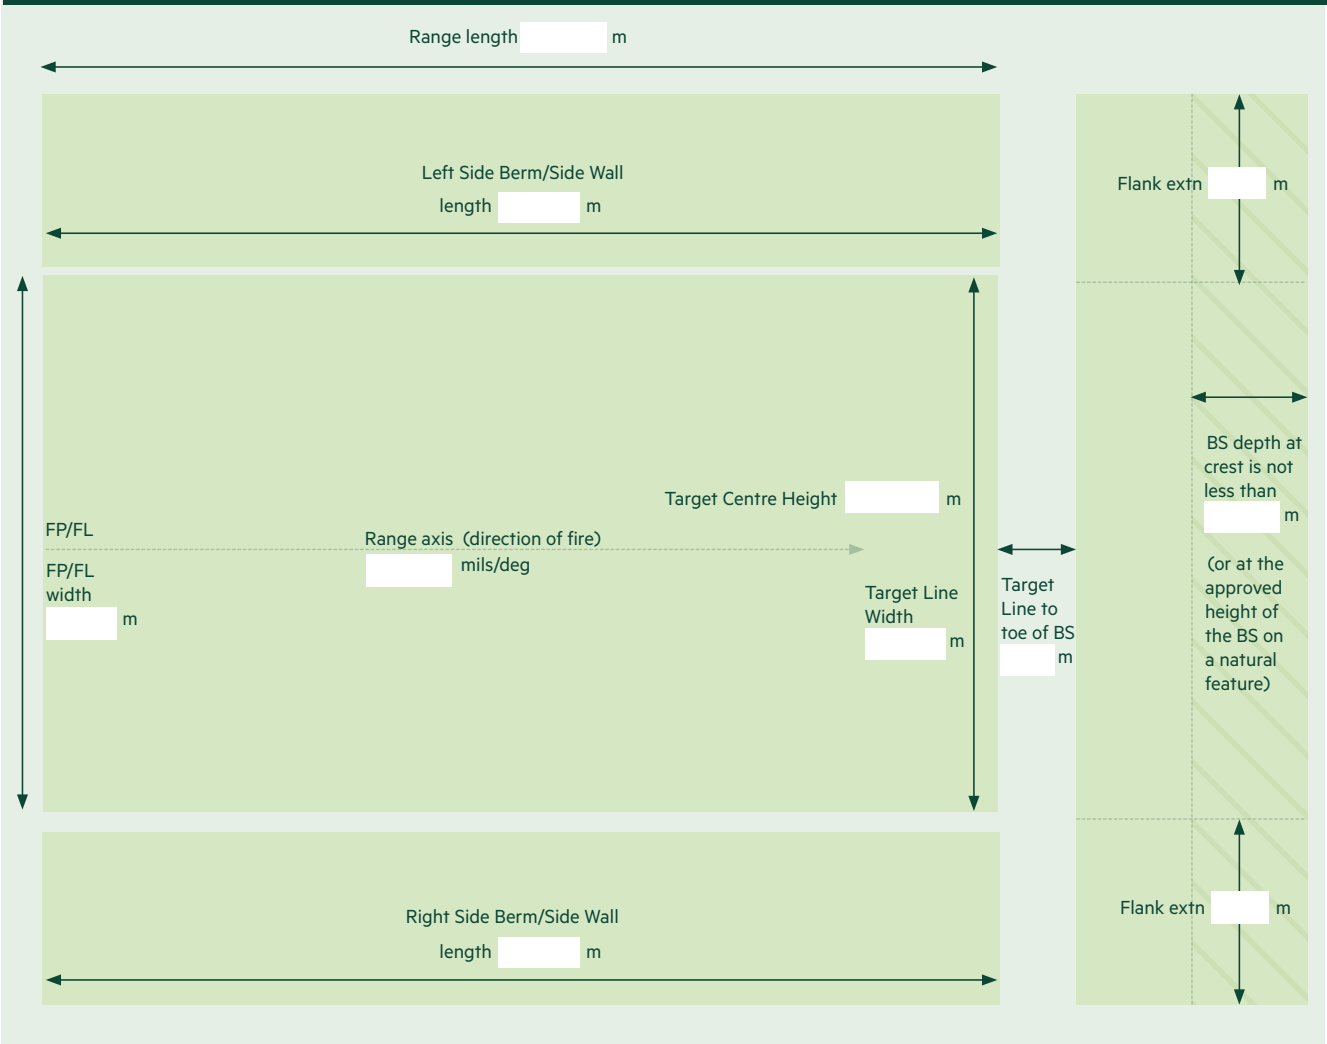 Range length m
Left Side Berm/Side Wall
length m
Flank extn m
BS depth at
crest is not
less than
m
(or at the
approved
height of
the BS on
a natural
feature)
Target Centre Height m
FP/FL
Range axis (direction of fire)
mils/deg
FP/FL
width
m
Target Line
Width
m
Target
Line to
toe of BS
m
Right Side Berm/Side Wall
length m
Flank extn m